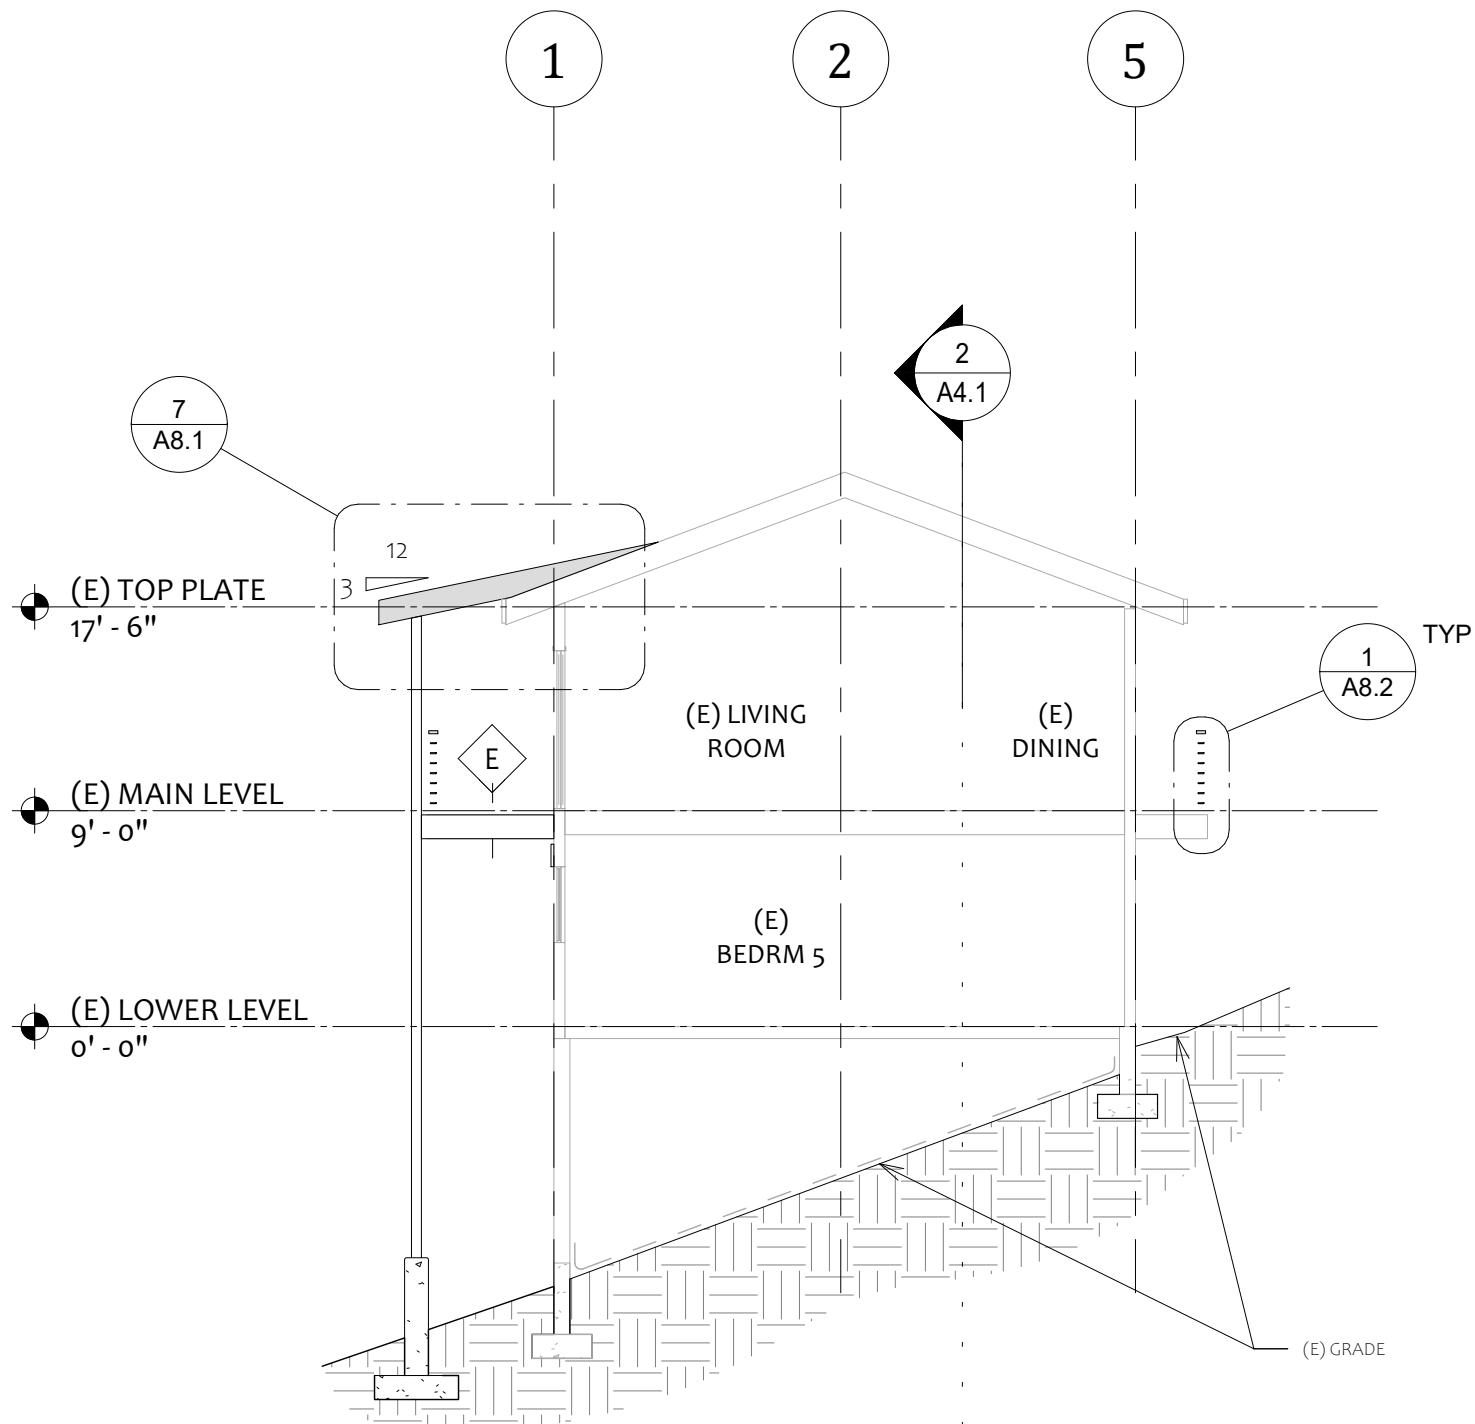 1
2
5
2
A4.1
7
A8.1
12
3
(E) TOP PLATE
17' - 6"
TYP
1
A8.2
(E) LIVING
ROOM
(E)
DINING
E
(E) MAIN LEVEL
9' - 0"
(E)
BEDRM 5
(E) LOWER LEVEL
0' - 0"
(E) GRADE